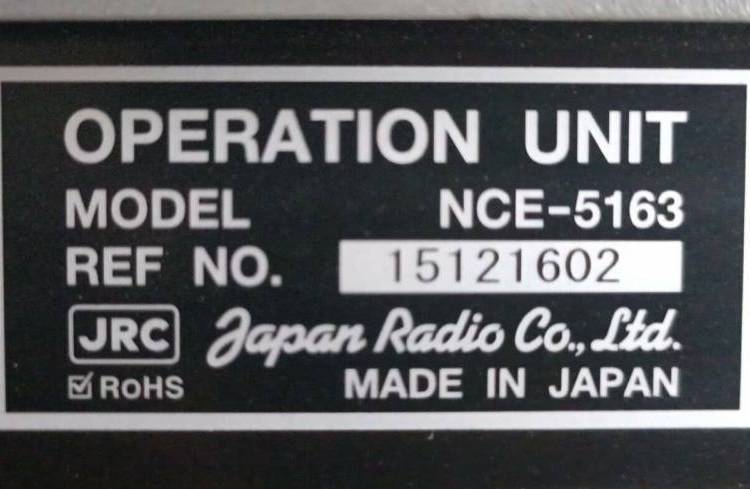 OPERATION UNIT
MODEL NCE-5163
REF NO. 15121602
JRC Japan Radio Co., Ltd.
RoHS MADE IN JAPAN